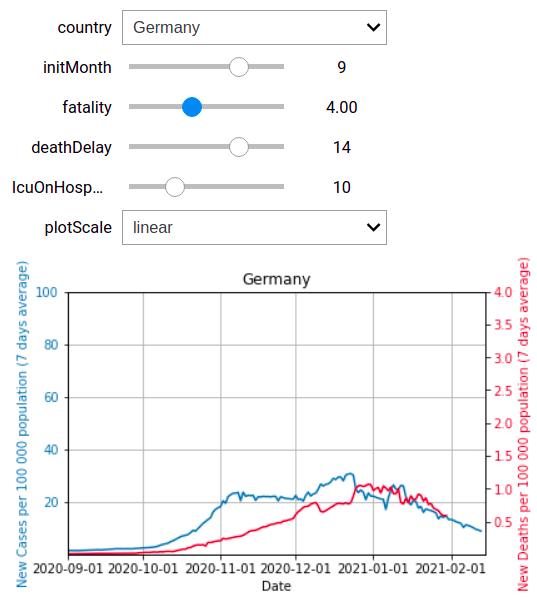 country Germany
initMonth 9
fatality 4.00
deathDelay 14
IcuOnHosp... 10
plotScale linear
Germany
New Cases per 100 000 population (7 days average)
100
80
60
40
20
4.0
3.5
3.0
2.5
2.0
1.5
1.0
0.5
New Deaths per 100 000 population (7 days average)
2020-09-01 2020-10-01 2020-11-01 2020-12-01 2021-01-01 2021-02-01
Date